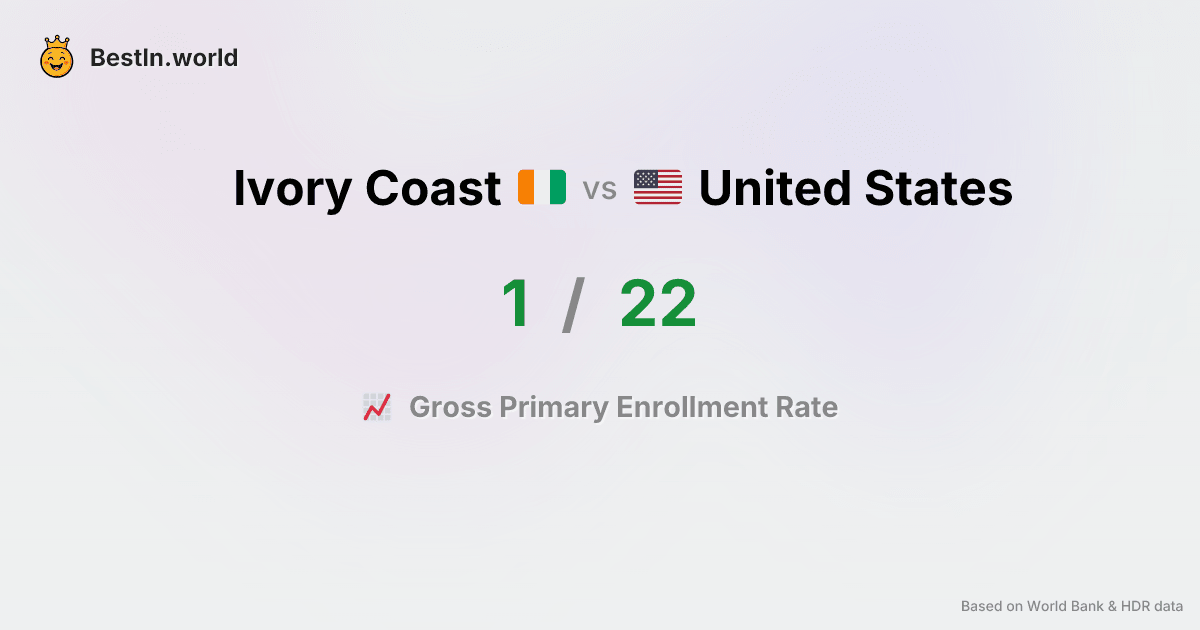 BestIn.world
Ivory Coast vs United States
1 / 22
Gross Primary Enrollment Rate
Based on World Bank & HDR data